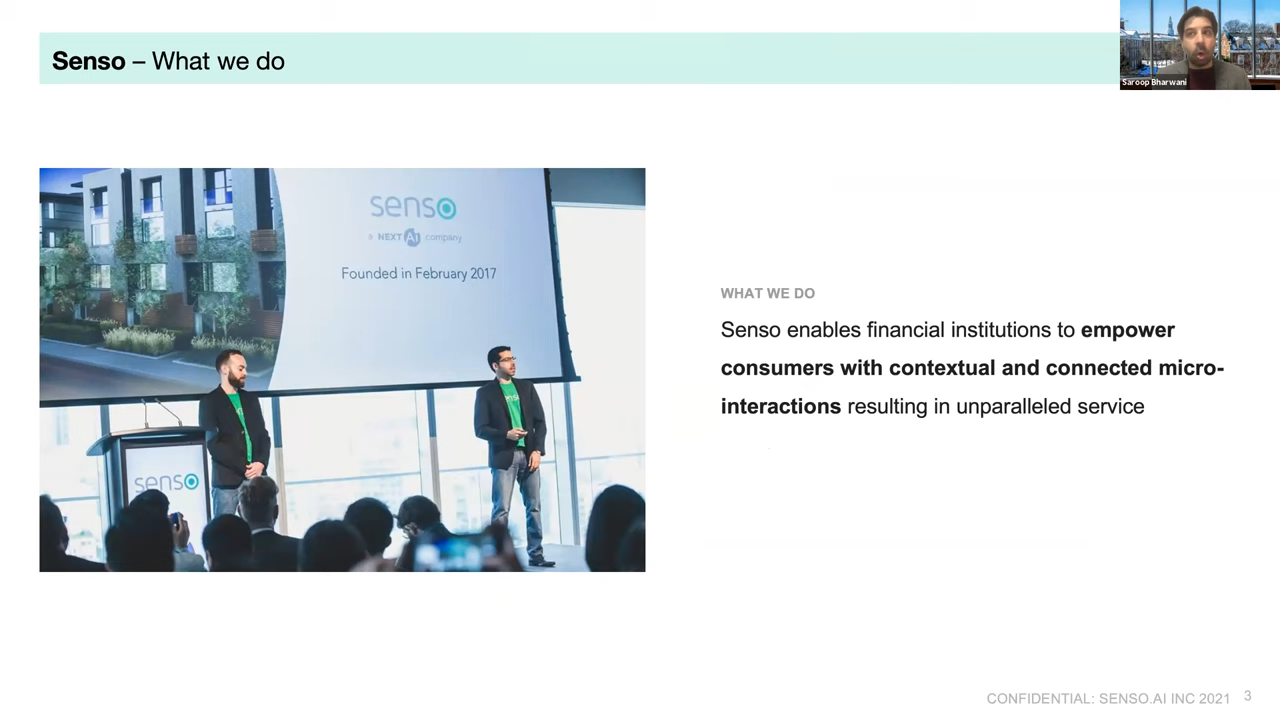 Senso – What we do
Saroop Bharwani
senso
NEXT AI company
Founded in February 2017
senso
WHAT WE DO
Senso enables financial institutions to empower
consumers with contextual and connected micro-
interactions resulting in unparalleled service
CONFIDENTIAL: SENSO.AI INC 2021 3